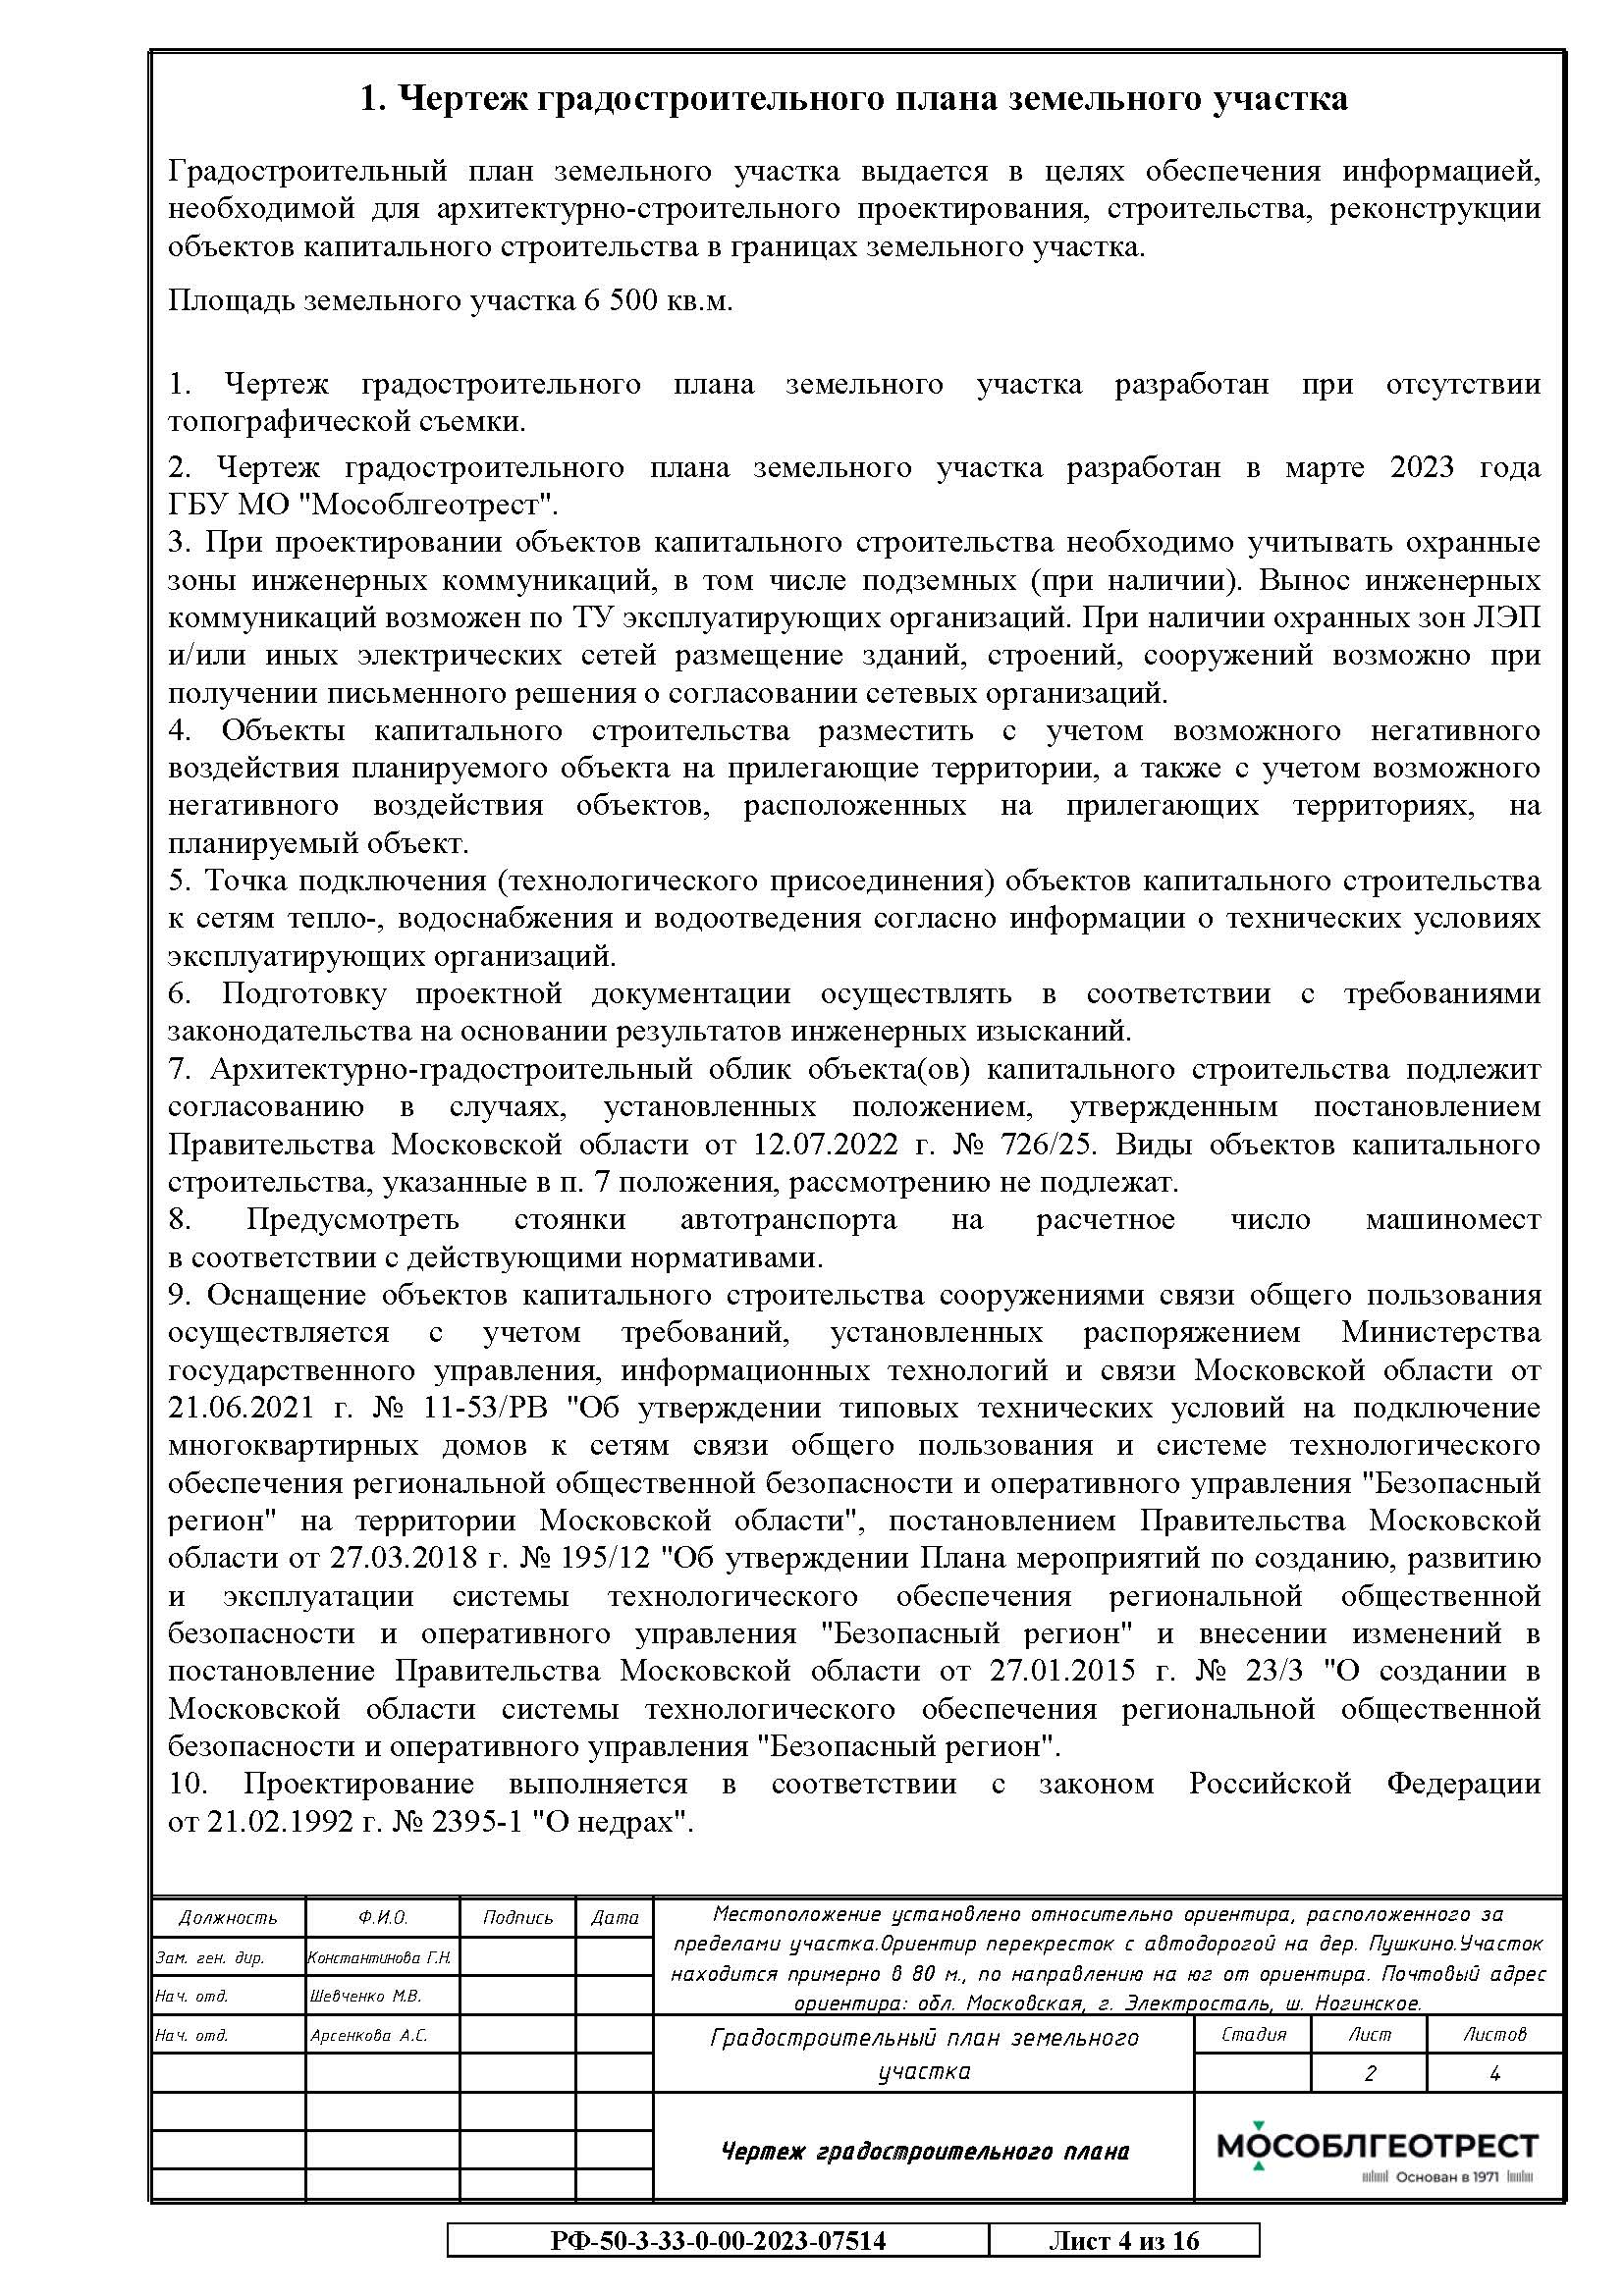 1. Чертеж градостроительного плана земельного участка
Градостроительный план земельного участка выдается в целях обеспечения информацией,
необходимой для архитектурно-строительного проектирования, строительства, реконструкции
объектов капитального строительства в границах земельного участка.
Площадь земельного участка 6 500 кв.м.
1. Чертеж градостроительного плана земельного участка разработан при отсутствии
топографической съемки.
2. Чертеж градостроительного плана земельного участка разработан в марте 2023 года
ГБУ МО "Мособлгеотрест".
3. При проектировании объектов капитального строительства необходимо учитывать охранные
зоны инженерных коммуникаций, в том числе подземных (при наличии). Вынос инженерных
коммуникаций возможен по ТУ эксплуатирующих организаций. При наличии охранных зон ЛЭП
и/или иных электрических сетей размещение зданий, строений, сооружений возможно при
получении письменного решения о согласовании сетевых организаций.
4. Объекты капитального строительства разместить с учетом возможного негативного
воздействия планируемого объекта на прилегающие территории, а также с учетом возможного
негативного воздействия объектов, расположенных на прилегающих территориях, на
планируемый объект.
5. Точка подключения (технологического присоединения) объектов капитального строительства
к сетям тепло-, водоснабжения и водоотведения согласно информации о технических условиях
эксплуатирующих организаций.
6. Подготовку проектной документации осуществлять в соответствии с требованиями
законодательства на основании результатов инженерных изысканий.
7. Архитектурно-градостроительный облик объекта(ов) капитального строительства подлежит
согласованию в случаях, установленных положением, утвержденным постановлением
Правительства Московской области от 12.07.2022 г. № 726/25. Виды объектов капитального
строительства, указанные в п. 7 положения, рассмотрению не подлежат.
8. Предусмотреть стоянки автотранспорта на расчетное число машиномест
в соответствии с действующими нормативами.
9. Оснащение объектов капитального строительства сооружениями связи общего пользования
осуществляется с учетом требований, установленных распоряжением Министерства
государственного управления, информационных технологий и связи Московской области от
21.06.2021 г. № 11-53/РВ "Об утверждении типовых технических условий на подключение
многоквартирных домов к сетям связи общего пользования и системе технологического
обеспечения региональной общественной безопасности и оперативного управления "Безопасный
регион" на территории Московской области", постановлением Правительства Московской
области от 27.03.2018 г. № 195/12 "Об утверждении Плана мероприятий по созданию, развитию
и эксплуатации системы технологического обеспечения региональной общественной
безопасности и оперативного управления "Безопасный регион" и внесении изменений в
постановление Правительства Московской области от 27.01.2015 г. № 23/3 "О создании в
Московской области системы технологического обеспечения региональной общественной
безопасности и оперативного управления "Безопасный регион".
10. Проектирование выполняется в соответствии с законом Российской Федерации
от 21.02.1992 г. № 2395-1 "О недрах".
Должность Ф.И.О. Подпись Дата
Зам. ген. дир. Константинова Г.Н.
Нач. отд. Шевченко М.В.
Нач. отд. Арсенкова А.С.
Местоположение установлено относительно ориентира, расположенного за
пределами участка.Ориентир перекресток с автодорогой на дер. Пушкино.Участок
находится примерно в 80 м., по направлению на юг от ориентира. Почтовый адрес
ориентира: обл. Московская, г. Электросталь, ш. Ногинское.
Градостроительный план земельного
участка
Стадия Лист Листов
2 4
Чертеж градостроительного плана
МОСОБЛГЕОТРЕСТ
Основан в 1971
РФ-50-3-33-0-00-2023-07514 Лист 4 из 16